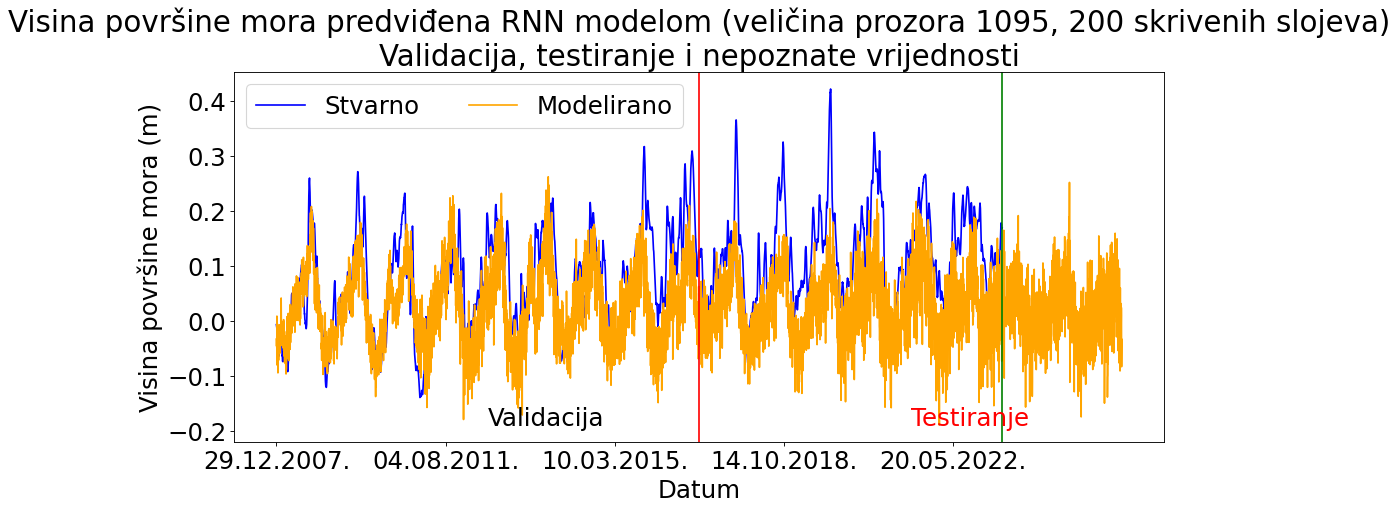 Visina površine mora predviđena RNN modelom (veličina prozora 1095, 200 skrivenih slojeva)
Validacija, testiranje i nepoznate vrijednosti
Stvarno Modelirano
Visina površine mora (m)
0.4
0.3
0.2
0.1
0.0
−0.1
−0.2
Validacija
Testiranje
29.12.2007. 04.08.2011. 10.03.2015. 14.10.2018. 20.05.2022.
Datum